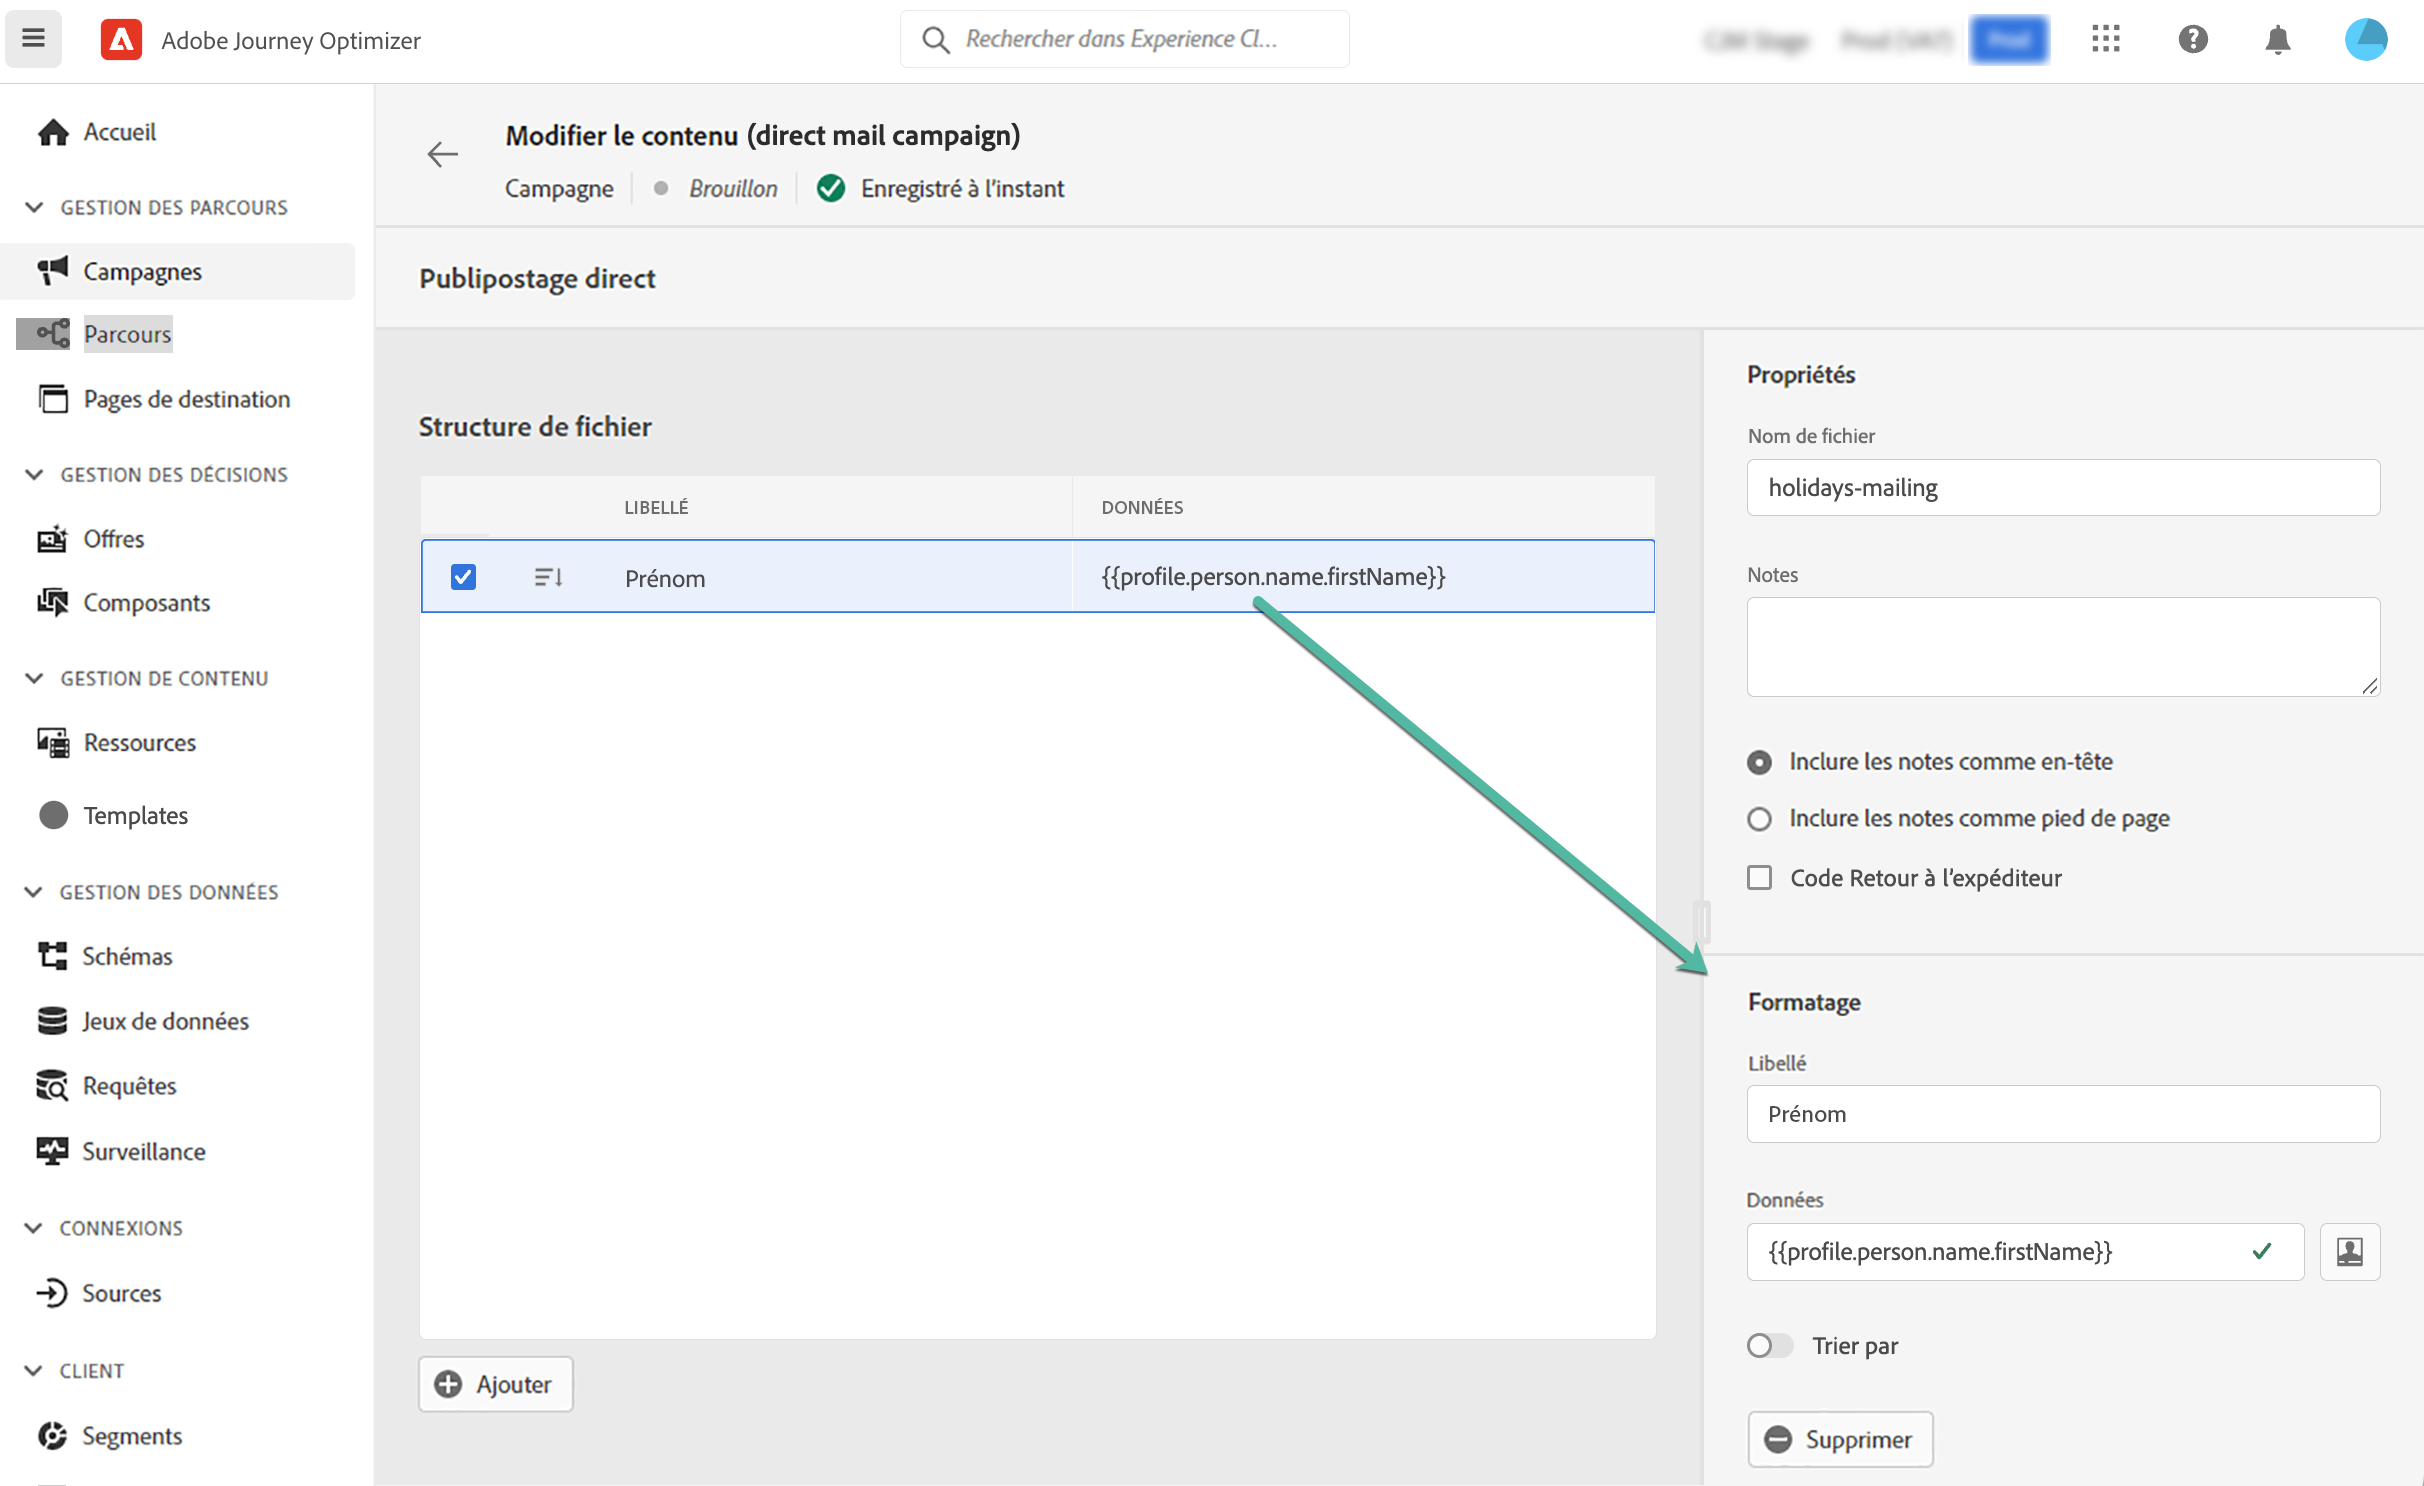 Adobe Journey Optimizer
Rechercher dans Experience Cl...
Accueil
GESTION DES PARCOURS
Campagnes
Parcours
Pages de destination
GESTION DES DÉCISIONS
Offres
Composants
GESTION DE CONTENU
Ressources
Templates
GESTION DES DONNÉES
Schémas
Jeux de données
Requêtes
Surveillance
CONNEXIONS
Sources
CLIENT
Segments
Modifier le contenu (direct mail campaign)
Campagne Brouillon Enregistré à l'instant
Publipostage direct
Structure de fichier
LIBELLÉ DONNÉES
Prénom {{profile.person.name.firstName}}
Ajouter
Propriétés
Nom de fichier
holidays-mailing
Notes
Inclure les notes comme en-tête
Inclure les notes comme pied de page
Code Retour à l'expéditeur
Formatage
Libellé
Prénom
Données
{{profile.person.name.firstName}}
Trier par
Supprimer